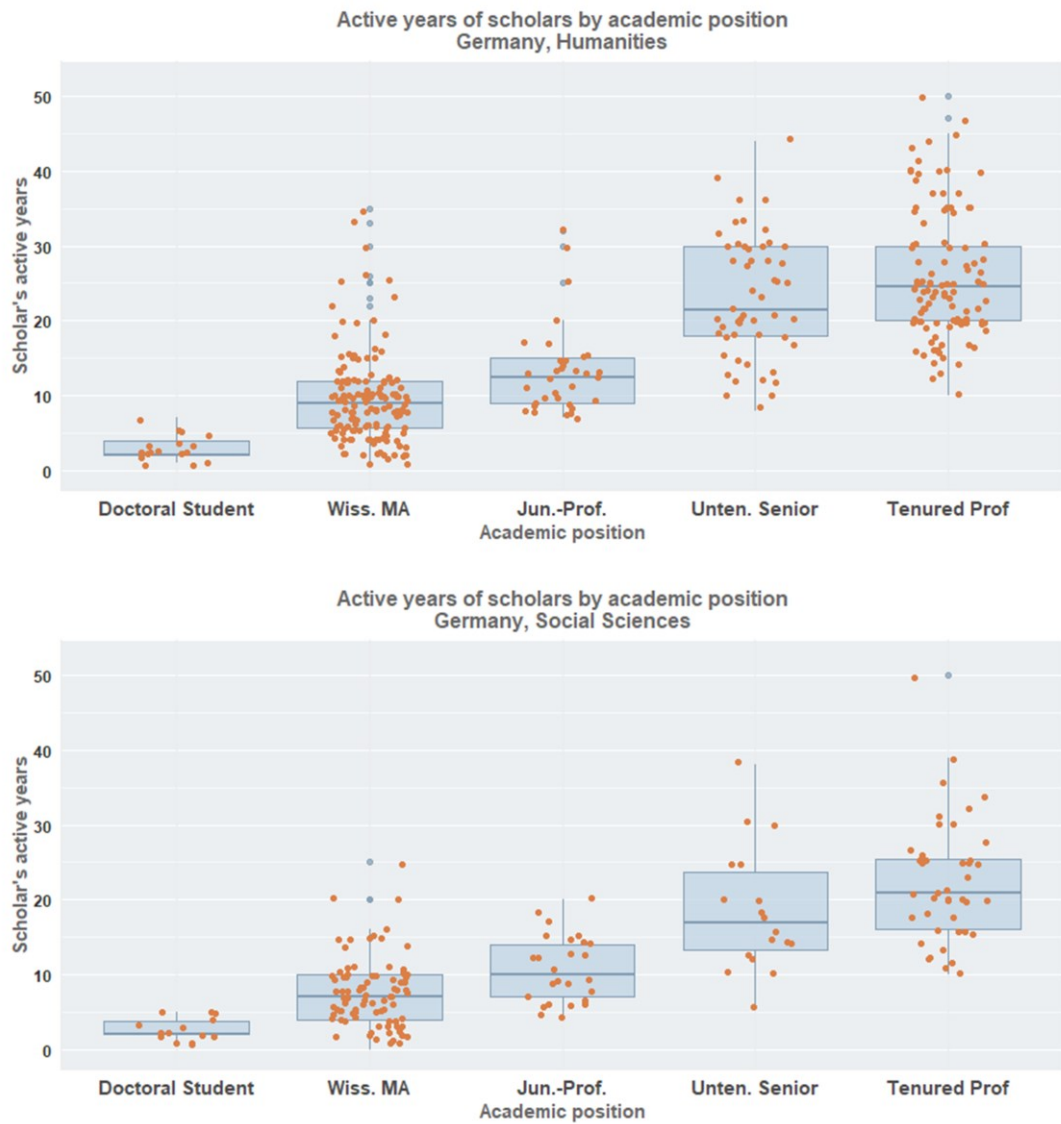 Active years of scholars by academic position
Germany, Humanities
Scholar's active years
50
40
30
20
10
0
Doctoral Student Wiss. MA Jun.-Prof. Unten. Senior Tenured Prof
Academic position
Active years of scholars by academic position
Germany, Social Sciences
Scholar's active years
50
40
30
20
10
0
Doctoral Student Wiss. MA Jun.-Prof. Unten. Senior Tenured Prof
Academic position